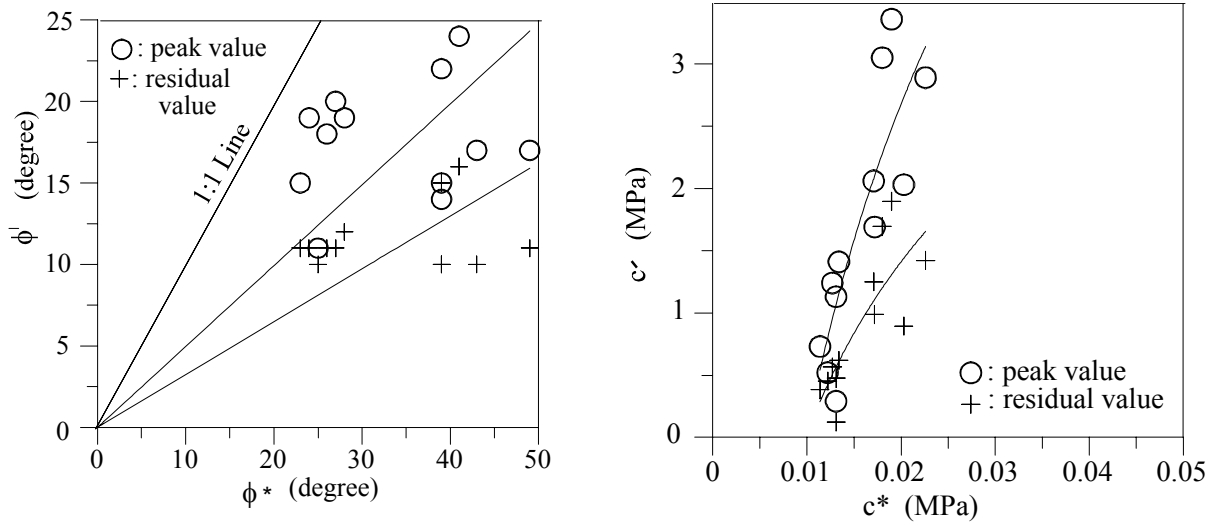 25
20
15
10
5
0
ϕ' (degree)
○ : peak value
+ : residual
value
1:1 Line
0 10 20 30 40 50
ϕ* (degree)
3
2
1
0
c′ (MPa)
○ : peak value
+ : residual value
0 0.01 0.02 0.03 0.04 0.05
c* (MPa)